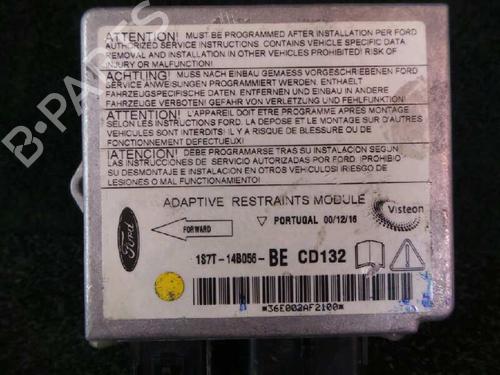 ATTENTION! MUST BE PROGRAMMED AFTER INSTALLATION PER FORD
AUTHORIZED SERVICE INSTRUCTIONS. CONTAINS VEHICLE SPECIFIC DATA.
REMOVAL AND INSTALLATION IN OTHER VEHICLES PROHIBITED! RISK OF
INJURY OR MALFUNCTION!
ACHTUNG! MUSS NACH EINBAU GEMAESS VORGESCHRIEBENEN FORD
SERVICE ANWEISUNGEN PROGRAMMIERT WERDEN. ENTHAELT
FAHRZEUGSPEZIFISCHE DATEN. ENTFERNEN UND EINBAU IN ANDERE
FAHRZEUGE VERBOTEN! GEFAHR VON VERLETZUNG UND FEHLFUNKTION!
ATTENTION! L'APPAREIL DOIT ETRE PROGRAMME APRÈS MONTAGE
SELON INSTRUCTIONS FORD. LA DEPOSE ET LE MONTAGE SUR D'AUTRES
VEHICULES SONT INTERDITS! IL Y A RISQUE DE BLESSURE OU DE
FONCTIONNEMENT DEFECTUEUX!
¡ATENCION! DEBE PROGRAMARSE TRAS SU INSTALACION SEGUN
LAS INSTRUCCIONES DE SERVICIO AUTORIZADAS POR FORD. ¡PROHIBIDO
SU DESMONTAJE E INSTALACION EN OTROS VEHICULOS! RIESGO DE
LESIONES O MAL FUNCIONAMIENTO!
ADAPTIVE RESTRAINTS MODULE
Visteon
PORTUGAL 00/12/16
Ford
FORWARD
1S7T-14B056-BE CD132
*36E002AF2100*
B-PARTS